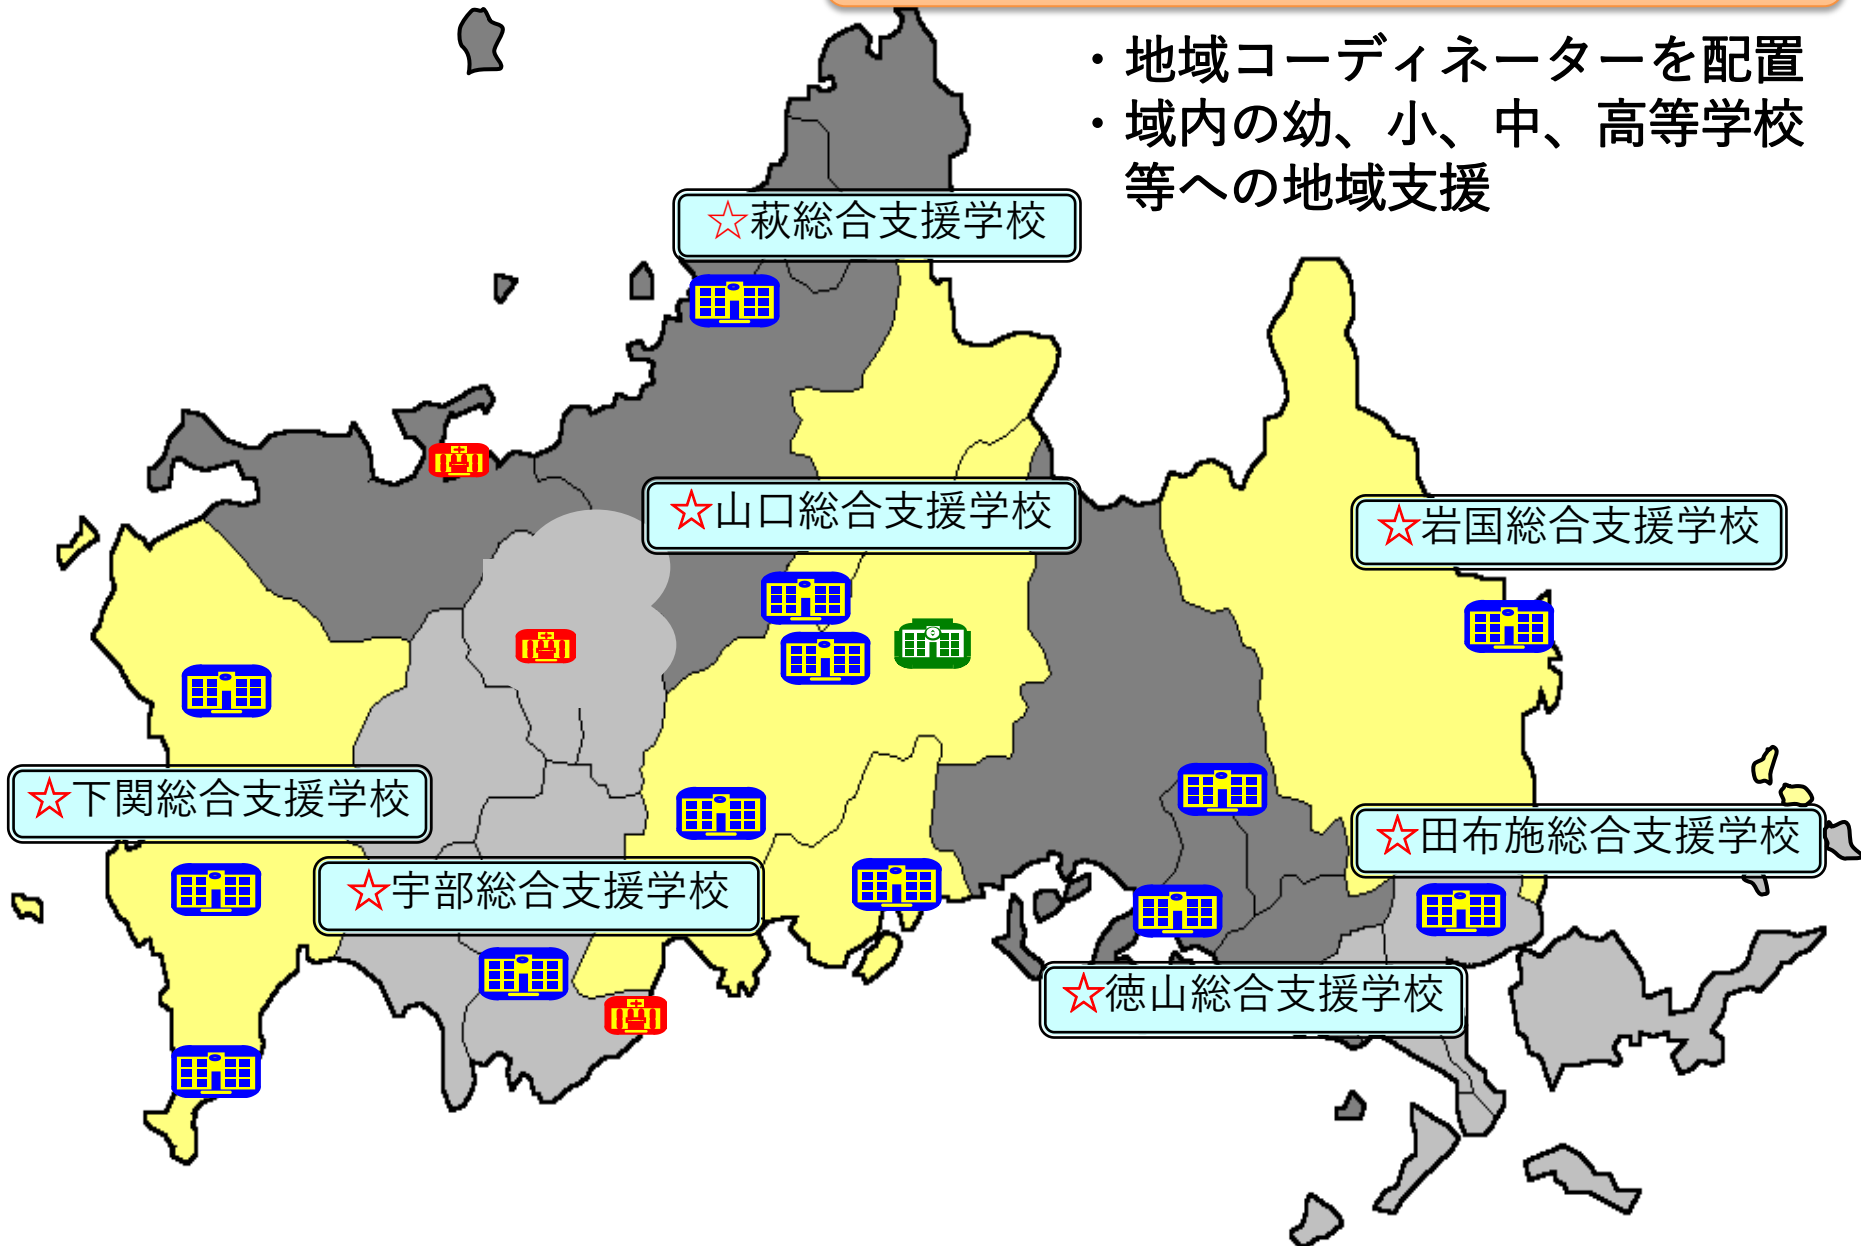 ・地域コーディネーターを配置
・域内の幼、小、中、高等学校
等への地域支援
☆萩総合支援学校
☆山口総合支援学校
☆岩国総合支援学校
☆下関総合支援学校
☆田布施総合支援学校
☆宇部総合支援学校
☆徳山総合支援学校